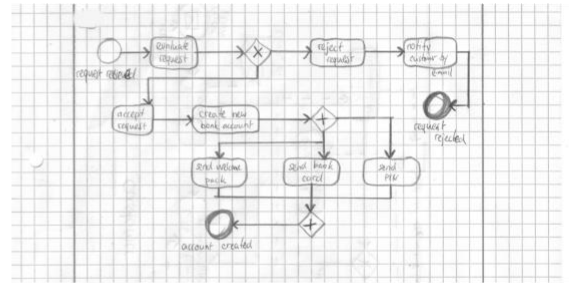 request received
evaluate
request
reject
request
notify
customer by
email
request
rejected
accept
request
create new
bank account
send welcome
pack
send bank
card
send
PIN
account created